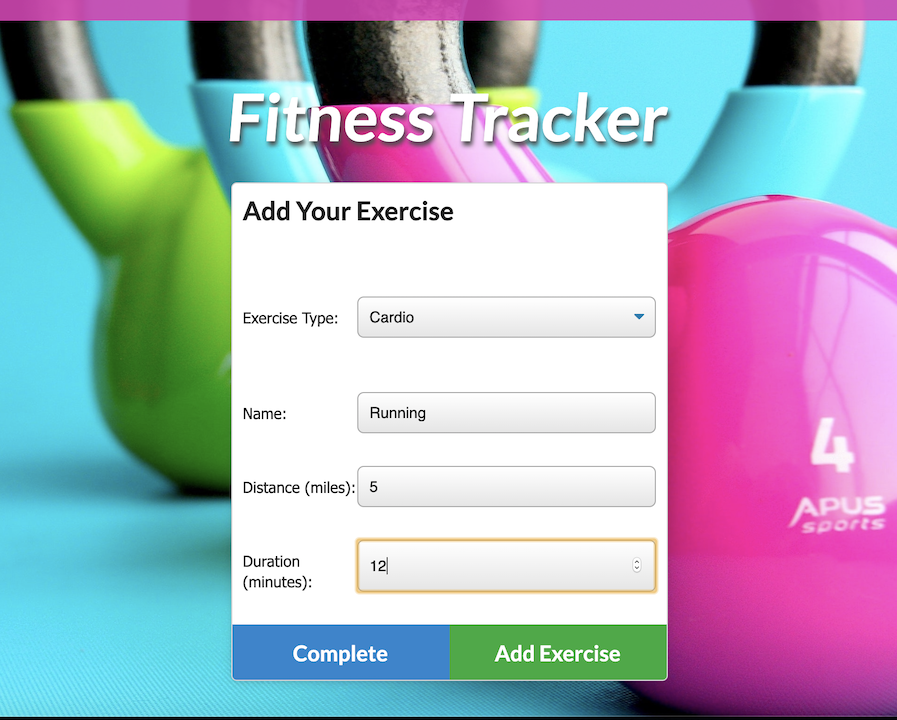 Fitness Tracker
Add Your Exercise
Exercise Type: Cardio
Name: Running
Distance (miles): 5
Duration
(minutes): 12
Complete Add Exercise
4
APUS
sports